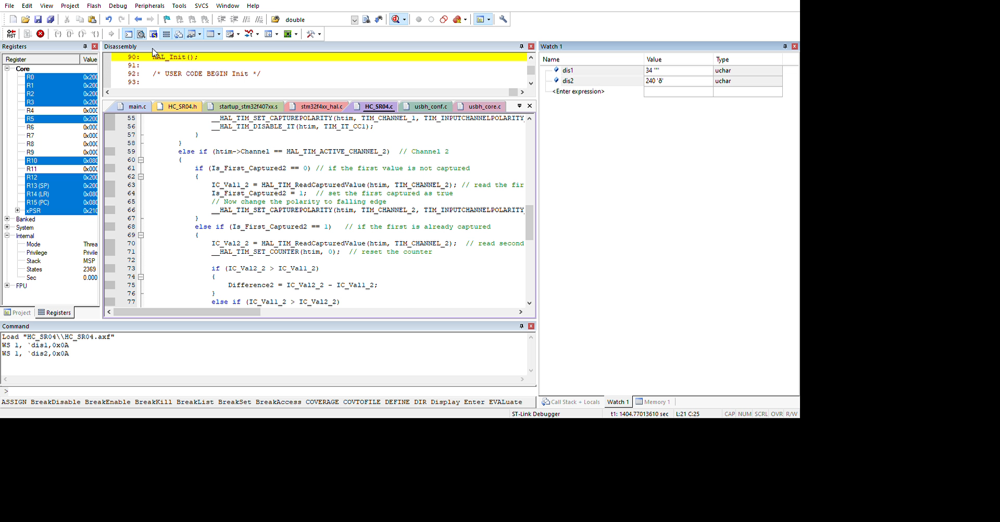 File Edit View Project Flash Debug Peripherals Tools SVCS Window Help
double
RST
Registers
Register Value
Core
R0 0x200
R1 0x200
R2 0x200
R3 0x200
R4 0x000
R5 0x200
R6 0x000
R7 0x000
R8 0x000
R9 0x000
R10 0x080
R11 0x000
R12 0x200
R13 (SP) 0x200
R14 (LR) 0x080
R15 (PC) 0x080
xPSR 0x210
Banked
System
Internal
Mode Threa
Privilege Privile
Stack MSP
States 2369
Sec 0.000
FPU
Project Registers
Disassembly
90: HAL_Init();
91:
92: /* USER CODE BEGIN Init */
93:
main.c HC_SR04.h startup_stm32f407xx.s stm32f4xx_hal.c HC_SR04.c usbh_conf.c usbh_core.c
55 __HAL_TIM_SET_CAPTUREPOLARITY(htim, TIM_CHANNEL_1, TIM_INPUTCHANNELPOLARITY_
56 __HAL_TIM_DISABLE_IT(htim, TIM_IT_CC1);
57 }
58 }
59 else if (htim->Channel == HAL_TIM_ACTIVE_CHANNEL_2) // Channel 2
60 {
61 if (Is_First_Captured2 == 0) // if the first value is not captured
62 {
63 IC_Val1_2 = HAL_TIM_ReadCapturedValue(htim, TIM_CHANNEL_2); // read the fir
64 Is_First_Captured2 = 1; // set the first captured as true
65 // Now change the polarity to falling edge
66 __HAL_TIM_SET_CAPTUREPOLARITY(htim, TIM_CHANNEL_2, TIM_INPUTCHANNELPOLARITY_
67 }
68 else if (Is_First_Captured2 == 1) // if the first is already captured
69 {
70 IC_Val2_2 = HAL_TIM_ReadCapturedValue(htim, TIM_CHANNEL_2); // read second
71 __HAL_TIM_SET_COUNTER(htim, 0); // reset the counter
72
73 if (IC_Val2_2 > IC_Val1_2)
74 {
75 Difference2 = IC_Val2_2 - IC_Val1_2;
76 }
77 else if (IC_Val1_2 > IC_Val2_2)
Command
Load "HC_SR04\\HC_SR04.axf"
WS 1, `dis1,0x0A
WS 1, `dis2,0x0A
>
ASSIGN BreakDisable BreakEnable BreakKill BreakList BreakSet BreakAccess COVERAGE COVTOFILE DEFINE DIR Display Enter EVALuate
Watch 1
Name Value Type
dis1 34 '"' uchar
dis2 240 'ð' uchar
<Enter expression>
Call Stack + Locals Watch 1 Memory 1
ST-Link Debugger t1: 1404.77013610 sec L:21 C:25 CAP NUM SCRL OVR R/W